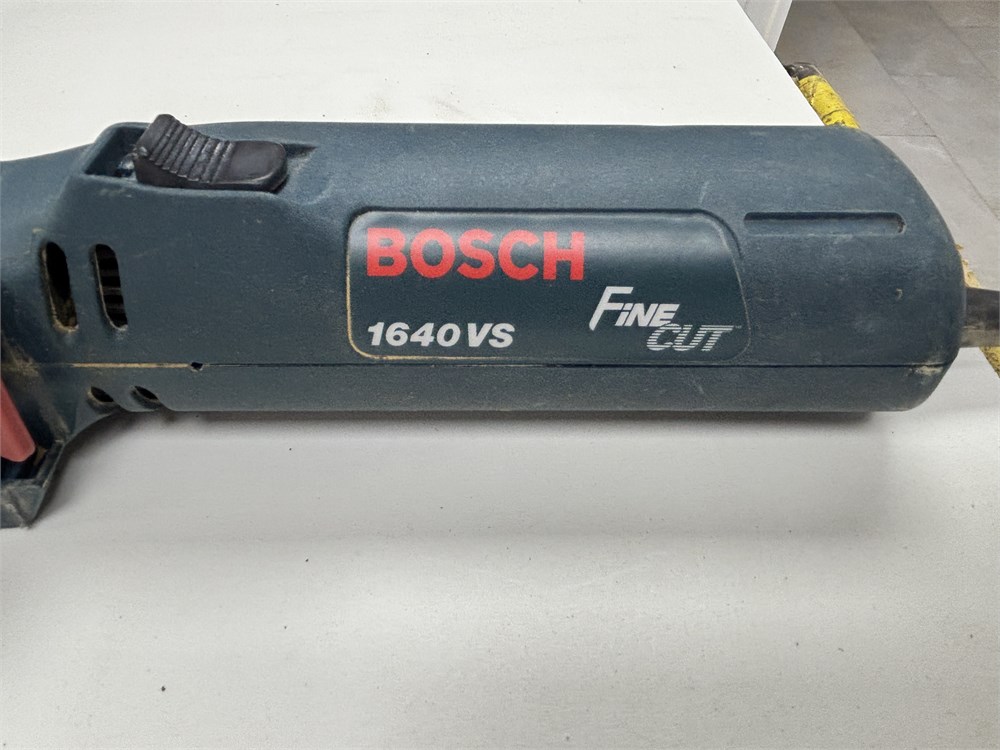 BOSCH
1640VS
FINE
CUT